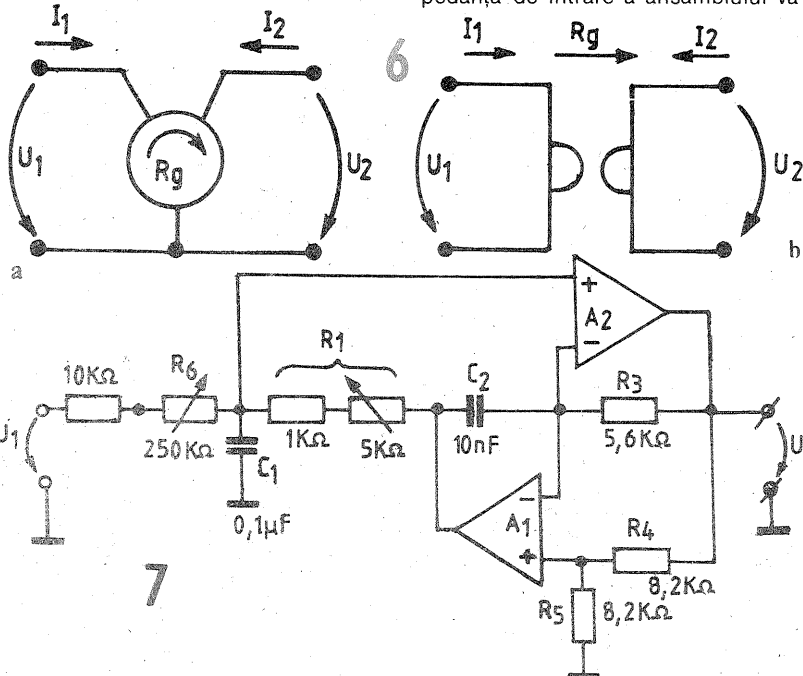 pedanța de intrare a ansamblului va
I1
I2
6
I1
Rg
I2
U1
Rg
U2
U1
U2
a
b
+
A2
−
10KΩ
R6
R1
C2
R3
J1
250KΩ
1KΩ
5KΩ
10nF
5,6KΩ
U
C1
0,1µF
−
A1
+
R4
8,2KΩ
R5
8,2KΩ
7